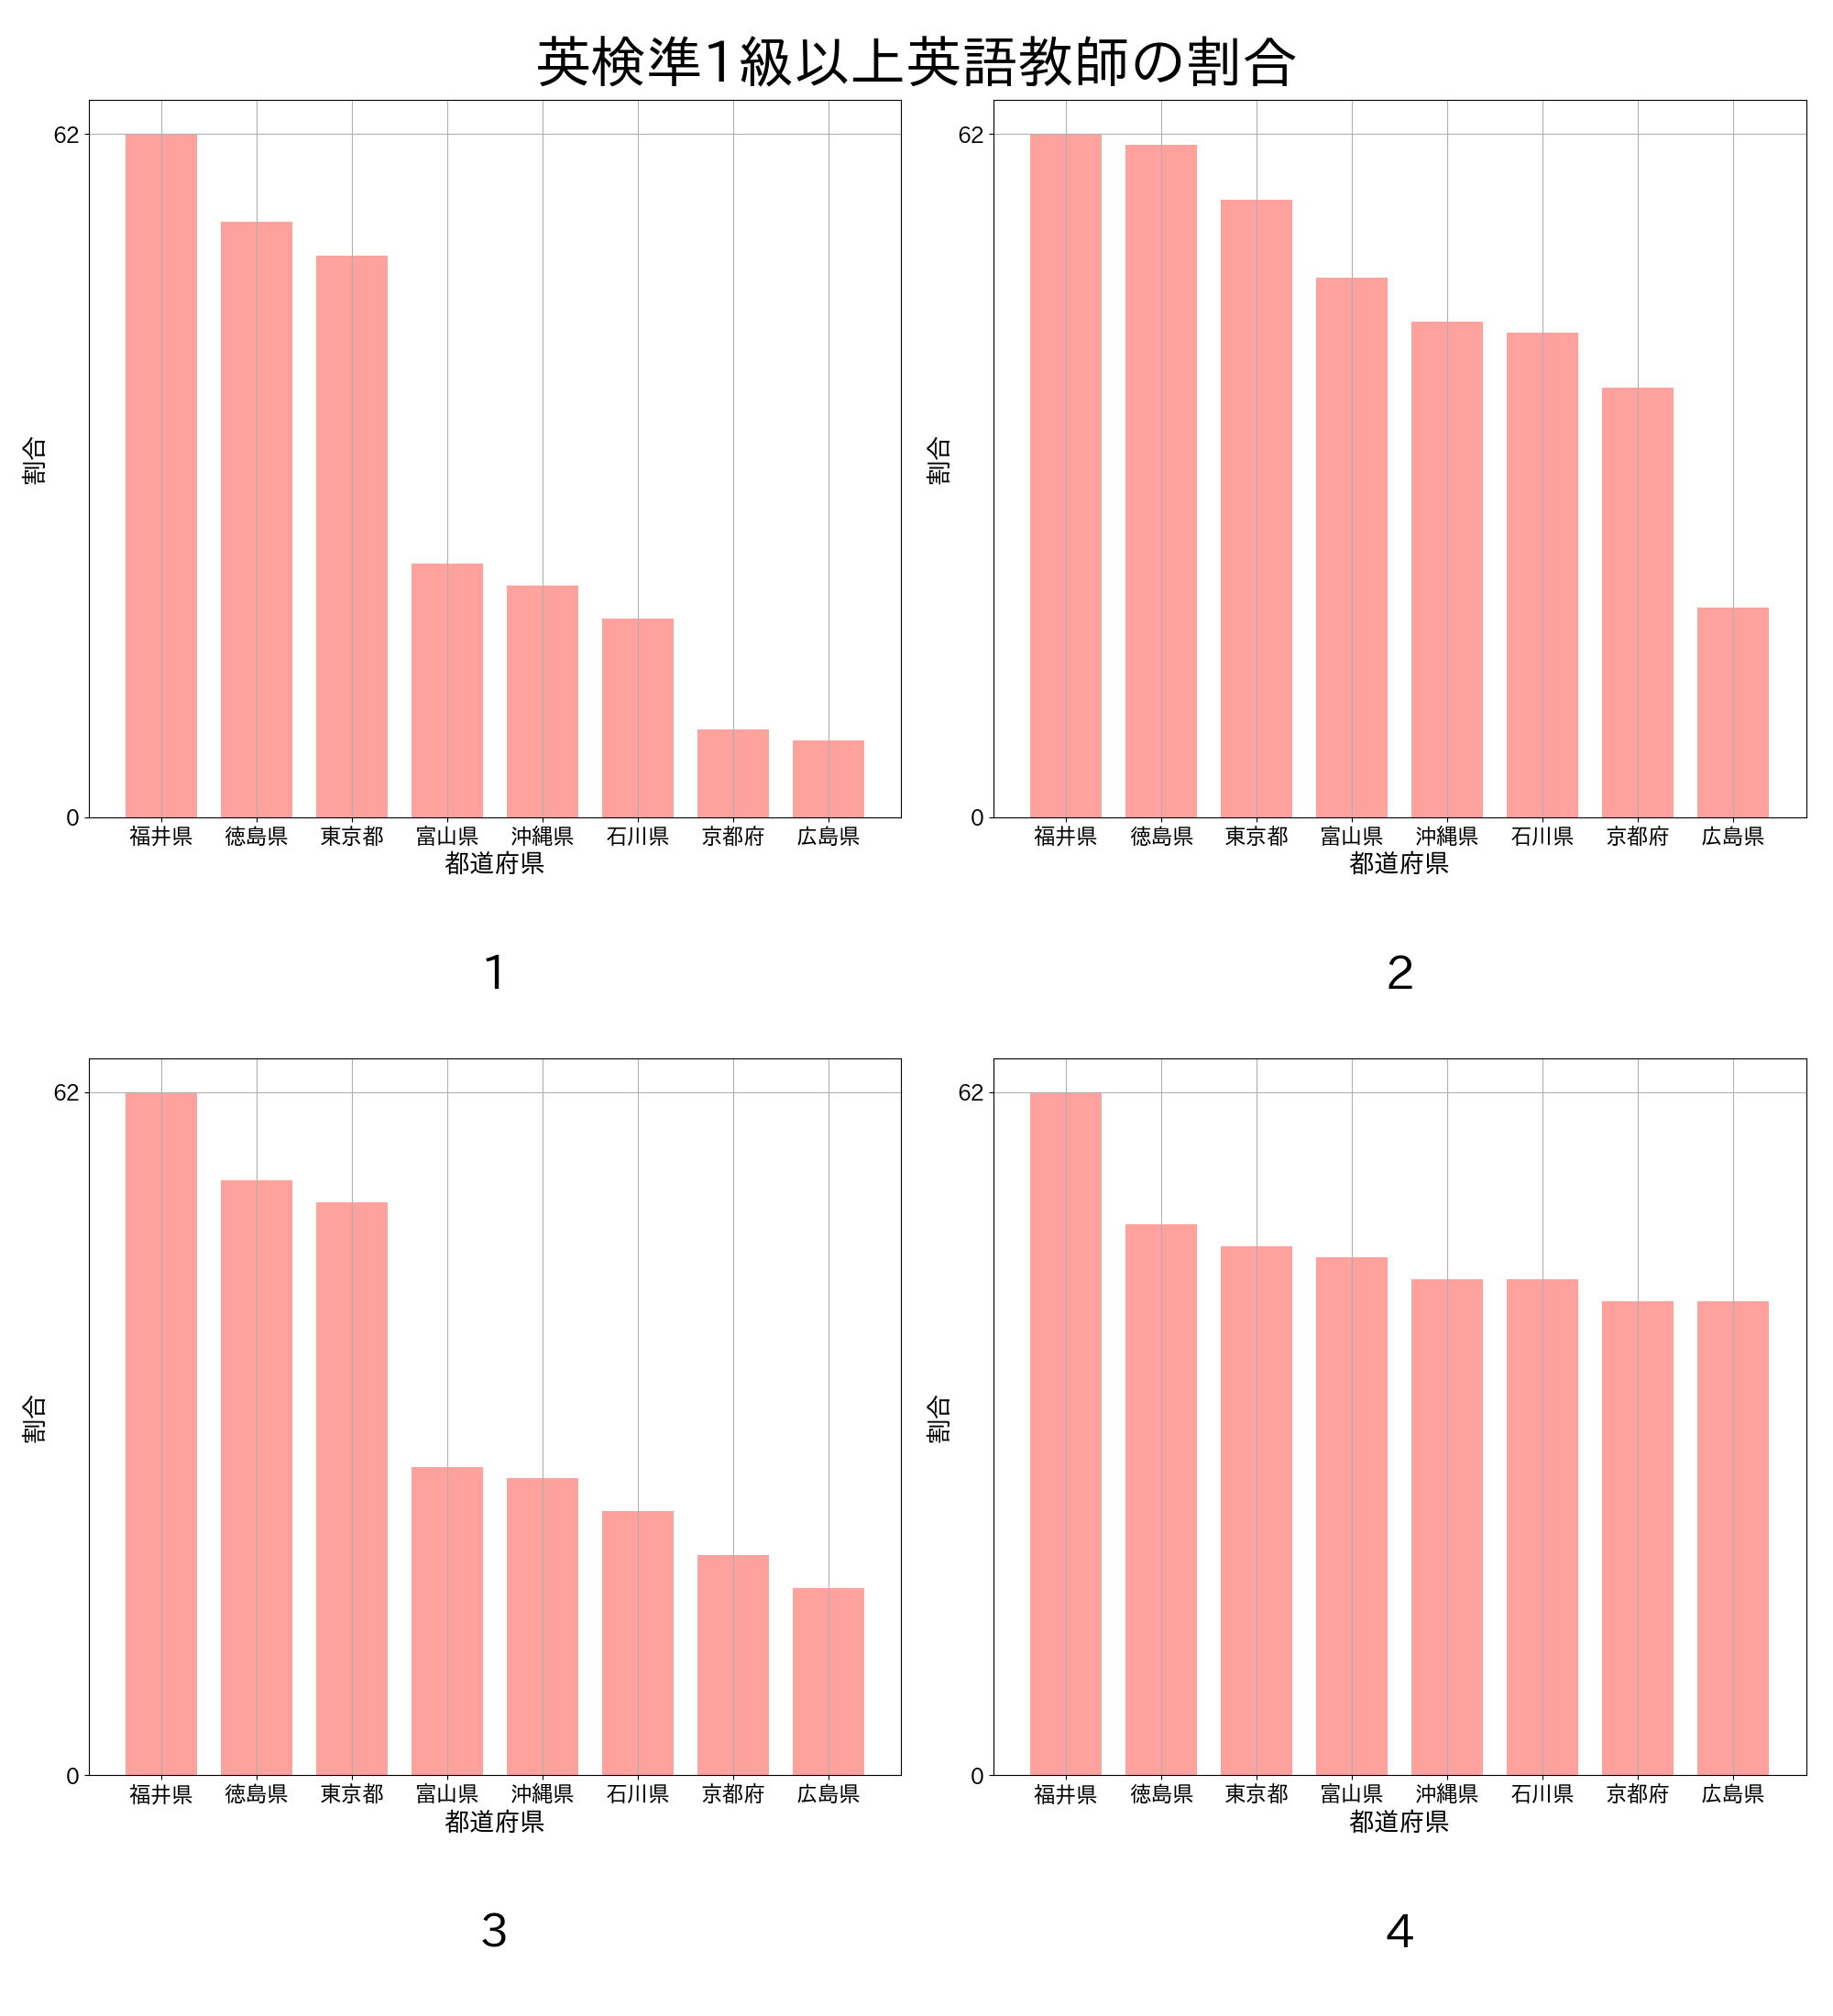 英検準1級以上英語教師の割合
62
0
割合
福井県 徳島県 東京都 富山県 沖縄県 石川県 京都府 広島県
都道府県
1
62
0
割合
福井県 徳島県 東京都 富山県 沖縄県 石川県 京都府 広島県
都道府県
2
62
0
割合
福井県 徳島県 東京都 富山県 沖縄県 石川県 京都府 広島県
都道府県
3
62
0
割合
福井県 徳島県 東京都 富山県 沖縄県 石川県 京都府 広島県
都道府県
4